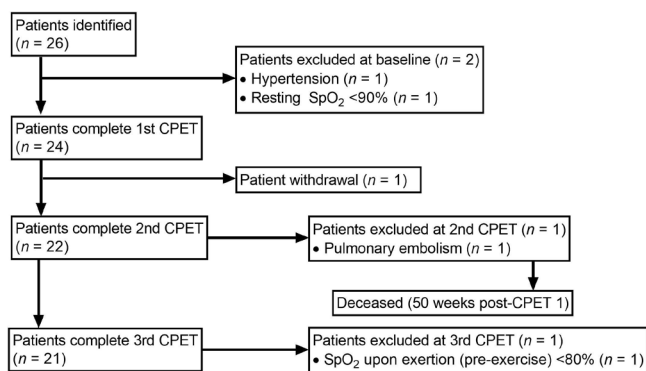 Patients identified
(n = 26)
Patients excluded at baseline (n = 2)
• Hypertension (n = 1)
• Resting SpO₂ <90% (n = 1)
Patients complete 1st CPET
(n = 24)
Patient withdrawal (n = 1)
Patients complete 2nd CPET
(n = 22)
Patients excluded at 2nd CPET (n = 1)
• Pulmonary embolism (n = 1)
Deceased (50 weeks post-CPET 1)
Patients complete 3rd CPET
(n = 21)
Patients excluded at 3rd CPET (n = 1)
• SpO₂ upon exertion (pre-exercise) <80% (n = 1)